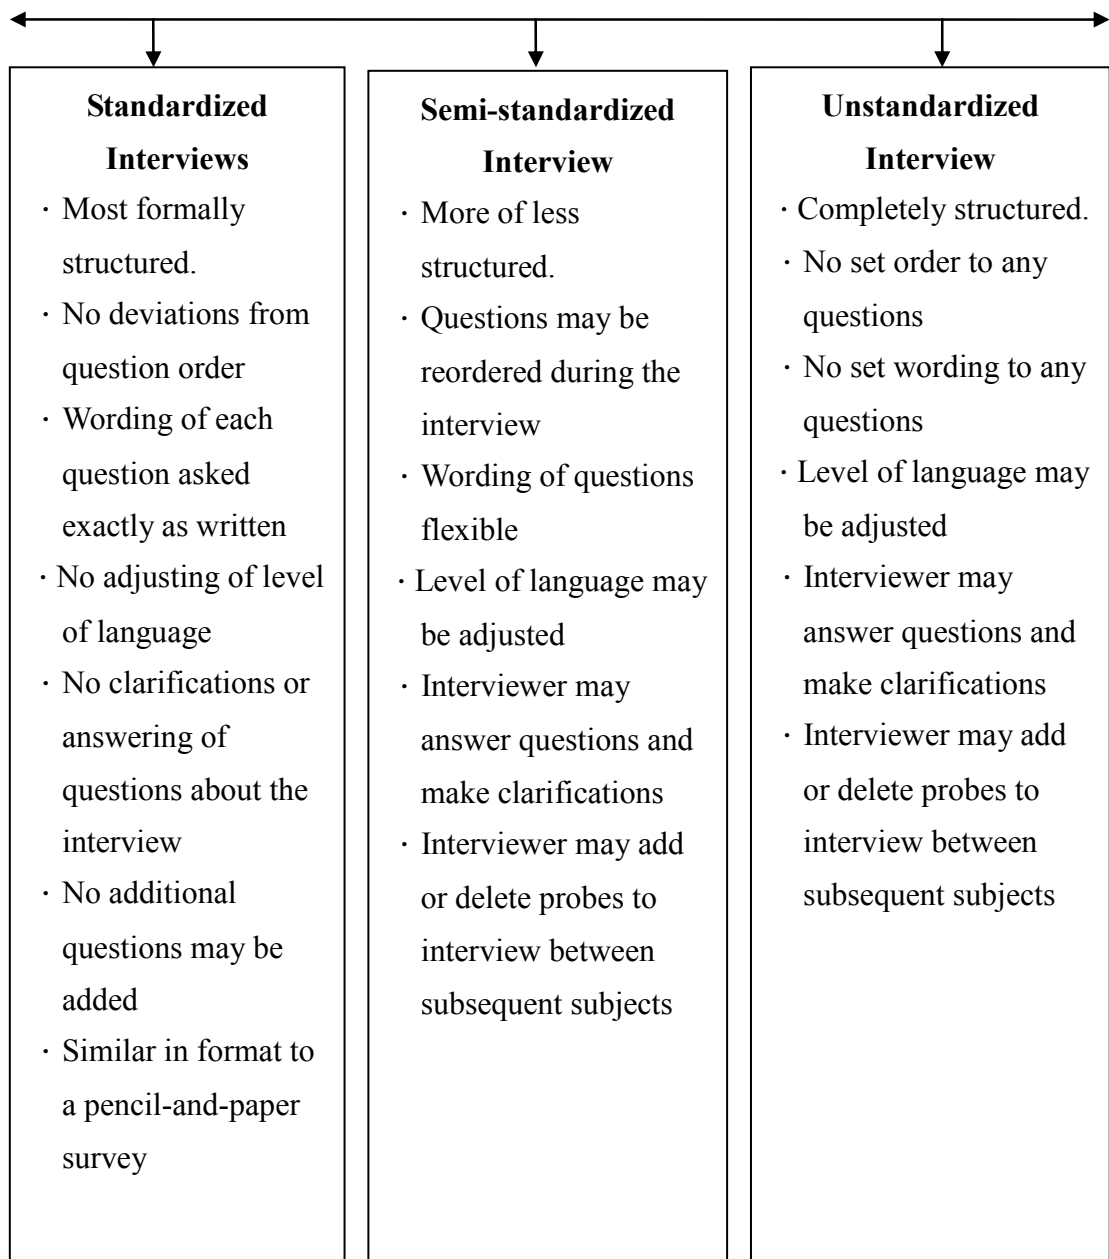 Standardized
Interviews
· Most formally
structured.
· No deviations from
question order
· Wording of each
question asked
exactly as written
· No adjusting of level
of language
· No clarifications or
answering of
questions about the
interview
· No additional
questions may be
added
· Similar in format to
a pencil-and-paper
survey
Semi-standardized
Interview
· More of less
structured.
· Questions may be
reordered during the
interview
· Wording of questions
flexible
· Level of language may
be adjusted
· Interviewer may
answer questions and
make clarifications
· Interviewer may add
or delete probes to
interview between
subsequent subjects
Unstandardized
Interview
· Completely structured.
· No set order to any
questions
· No set wording to any
questions
· Level of language may
be adjusted
· Interviewer may
answer questions and
make clarifications
· Interviewer may add
or delete probes to
interview between
subsequent subjects